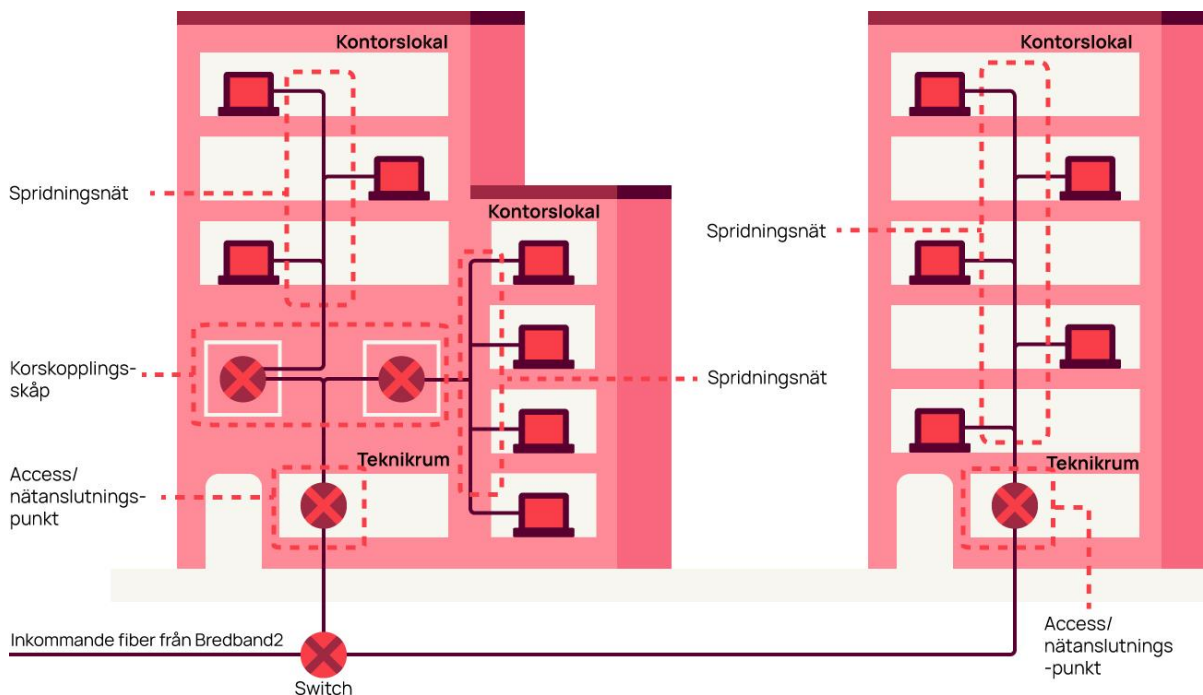 Kontorslokal
Kontorslokal
Spridningsnät
Kontorslokal
Spridningsnät
Korskopplings-
skåp
Spridningsnät
Access/
nätanslutnings-
punkt
Teknikrum
Teknikrum
Inkommande fiber från Bredband2
Switch
Access/
nätanslutnings
-punkt